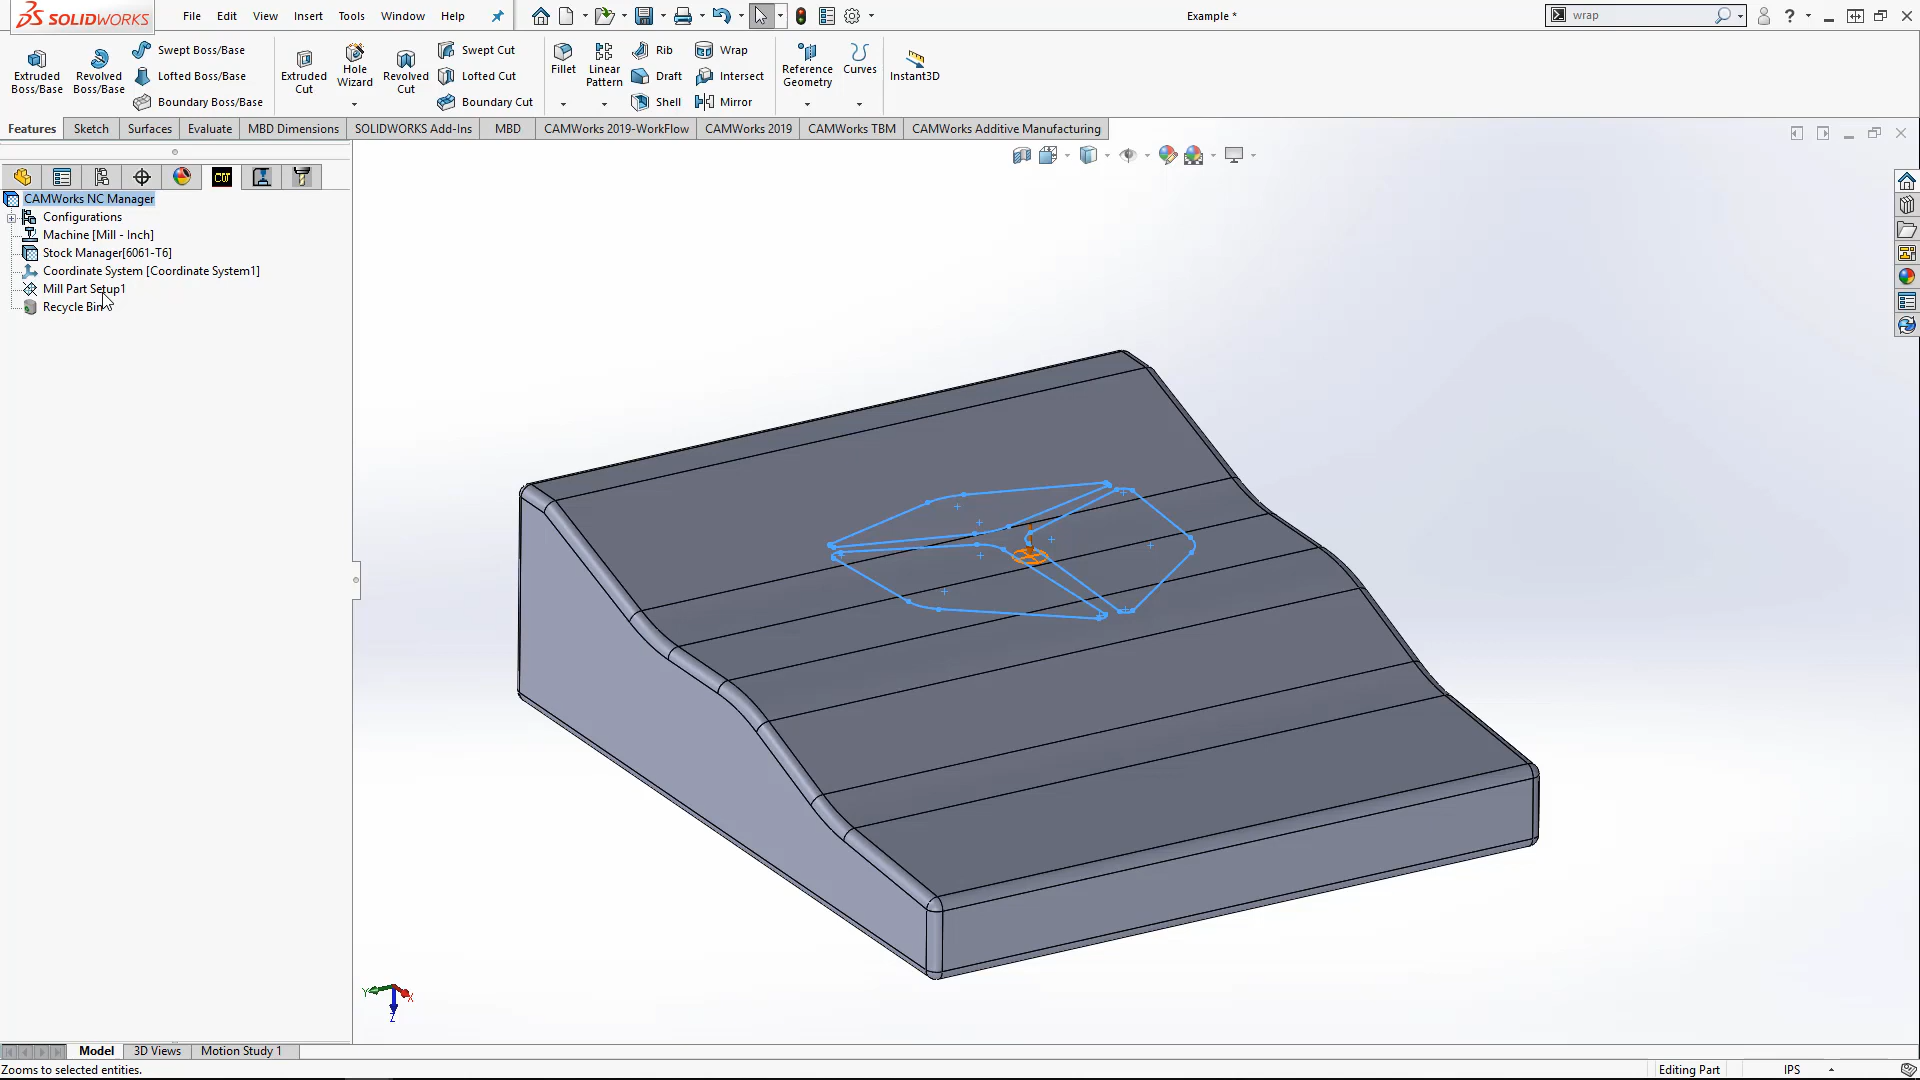 SOLIDWORKS File Edit View Insert Tools Window Help Example * wrap
Extruded Boss/Base
Revolved Boss/Base
Swept Boss/Base
Lofted Boss/Base
Boundary Boss/Base
Extruded Cut
Hole Wizard
Revolved Cut
Swept Cut
Lofted Cut
Boundary Cut
Fillet
Linear Pattern
Rib
Draft
Shell
Wrap
Intersect
Mirror
Reference Geometry
Curves
Instant3D
Features Sketch Surfaces Evaluate MBD Dimensions SOLIDWORKS Add-Ins MBD CAMWorks 2019-WorkFlow CAMWorks 2019 CAMWorks TBM CAMWorks Additive Manufacturing
CW
CAMWorks NC Manager
Configurations
Machine [Mill - Inch]
Stock Manager[6061-T6]
Coordinate System [Coordinate System1]
Mill Part Setup1
Recycle Bin
Y X
Z
Model 3D Views Motion Study 1
Zooms to selected entities. Editing Part IPS